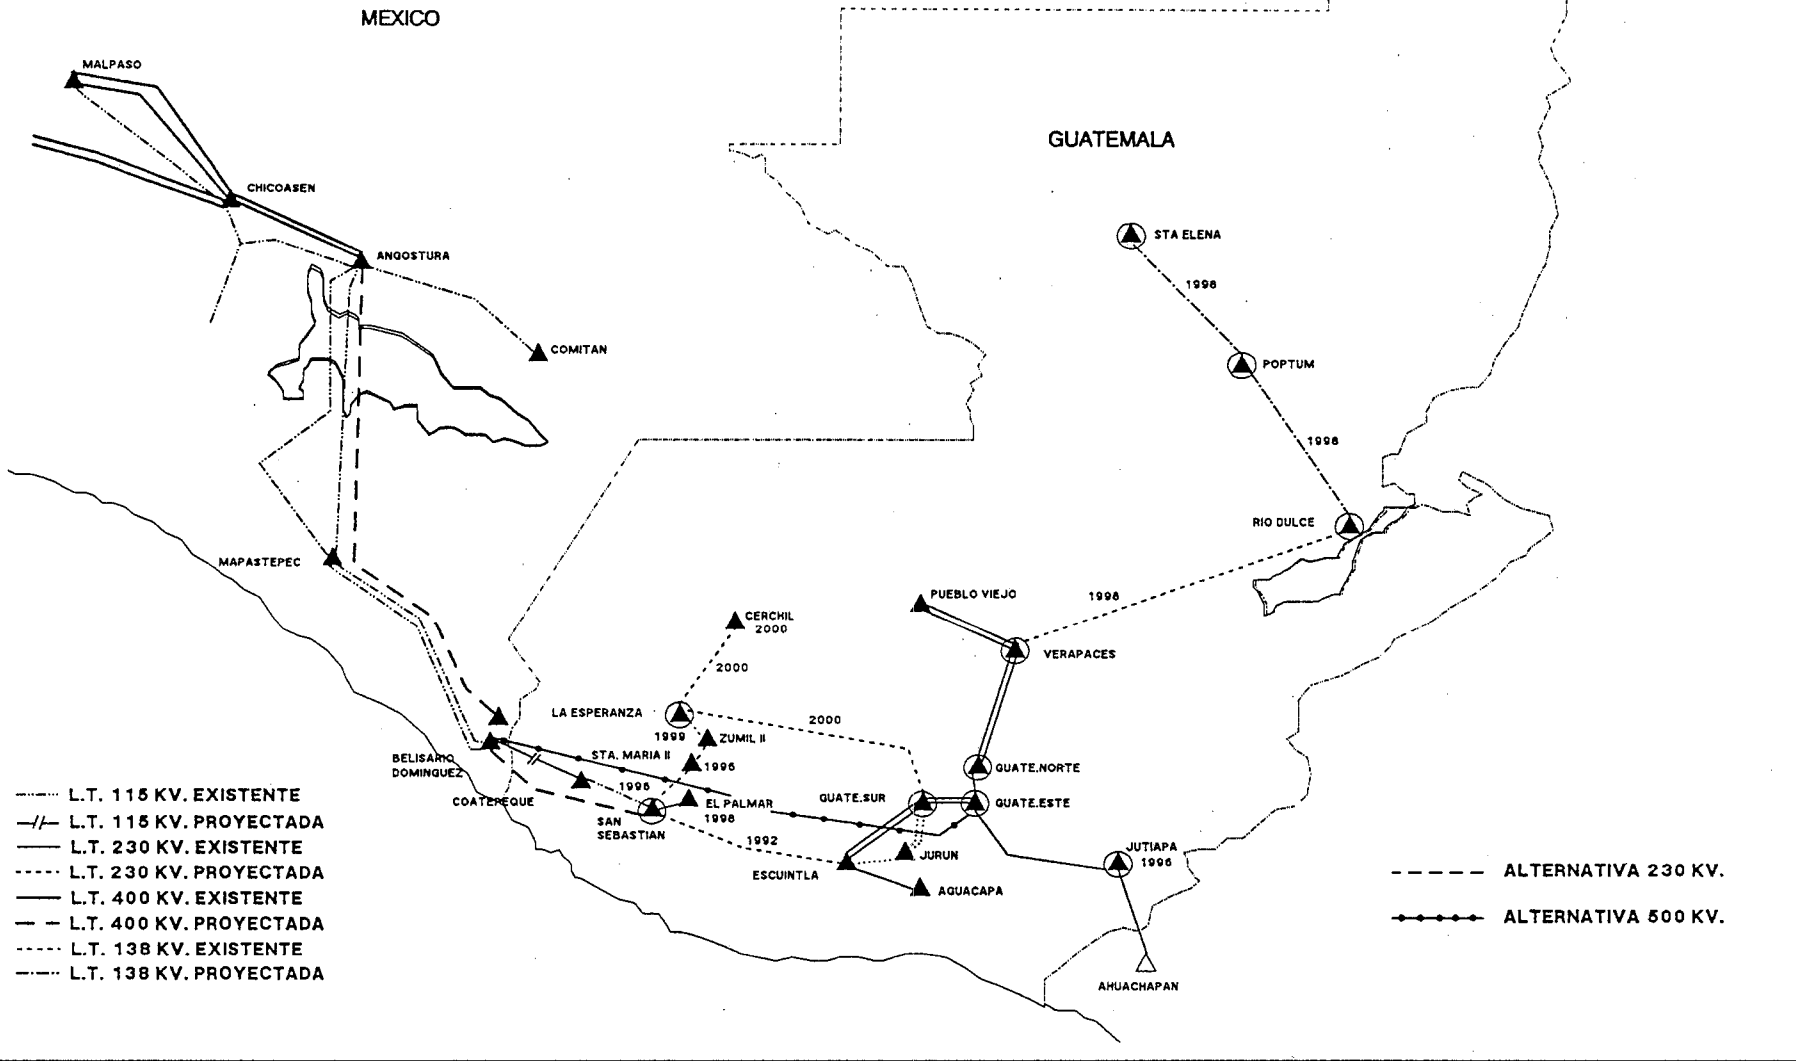 MEXICO
MALPASO
GUATEMALA
CHICOASEN
STA ELENA
ANGOSTURA
1998
COMITAN
POPTUM
1998
RIO DULCE
MAPASTEPEC
PUEBLO VIEJO
1998
CERCHIL
2000
VERAPACES
2000
LA ESPERANZA
2000
1999
ZUMIL II
BELISARIO
DOMINGUEZ
STA. MARIA II
1996
GUATE.NORTE
1996
COATEPEQUE
EL PALMAR
1998
GUATE.SUR
GUATE.ESTE
SAN
SEBASTIAN
1992
JURUN
JUTIAPA
1996
ESCUINTLA
AGUACAPA
AHUACHAPAN
L.T. 115 KV. EXISTENTE
L.T. 115 KV. PROYECTADA
L.T. 230 KV. EXISTENTE
L.T. 230 KV. PROYECTADA
L.T. 400 KV. EXISTENTE
L.T. 400 KV. PROYECTADA
L.T. 138 KV. EXISTENTE
L.T. 138 KV. PROYECTADA
ALTERNATIVA 230 KV.
ALTERNATIVA 500 KV.